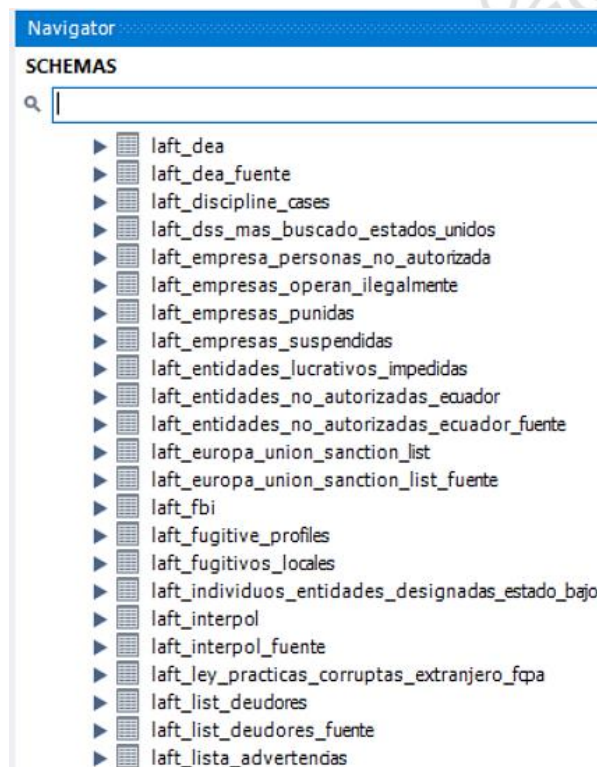 Navigator
SCHEMAS
laft_dea
laft_dea_fuente
laft_discipline_cases
laft_dss_mas_buscado_estados_unidos
laft_empresa_personas_no_autorizada
laft_empresas_operan_ilegalmente
laft_empresas_punidas
laft_empresas_suspendidas
laft_entidades_lucrativos_impedidas
laft_entidades_no_autorizadas_ecuador
laft_entidades_no_autorizadas_ecuador_fuente
laft_europa_union_sanction_list
laft_europa_union_sanction_list_fuente
laft_fbi
laft_fugitive_profiles
laft_fugitivos_locales
laft_individuos_entidades_designadas_estado_bajo
laft_interpol
laft_interpol_fuente
laft_ley_practicas_corruptas_extranjero_fcpa
laft_list_deudores
laft_list_deudores_fuente
laft_lista_advertencias